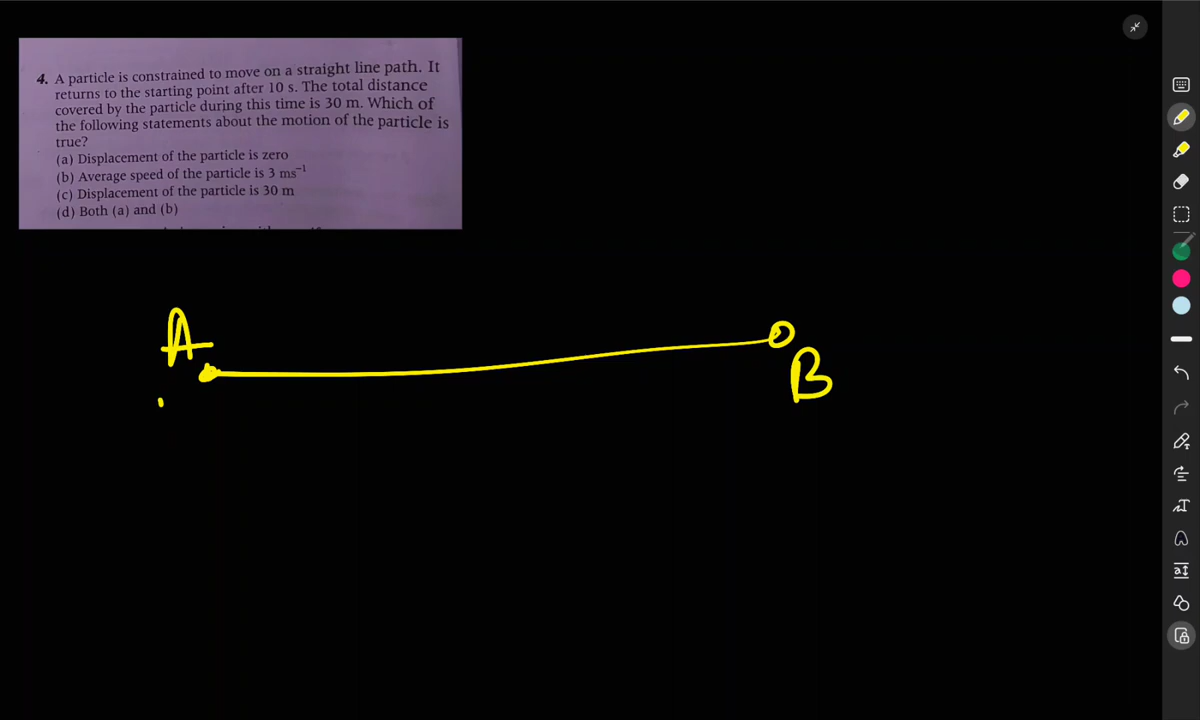 4. A particle is constrained to move on a straight line path. It
returns to the starting point after 10 s. The total distance
covered by the particle during this time is 30 m. Which of
the following statements about the motion of the particle is
true?
(a) Displacement of the particle is zero
(b) Average speed of the particle is 3 ms⁻¹
(c) Displacement of the particle is 30 m
(d) Both (a) and (b)
A
B